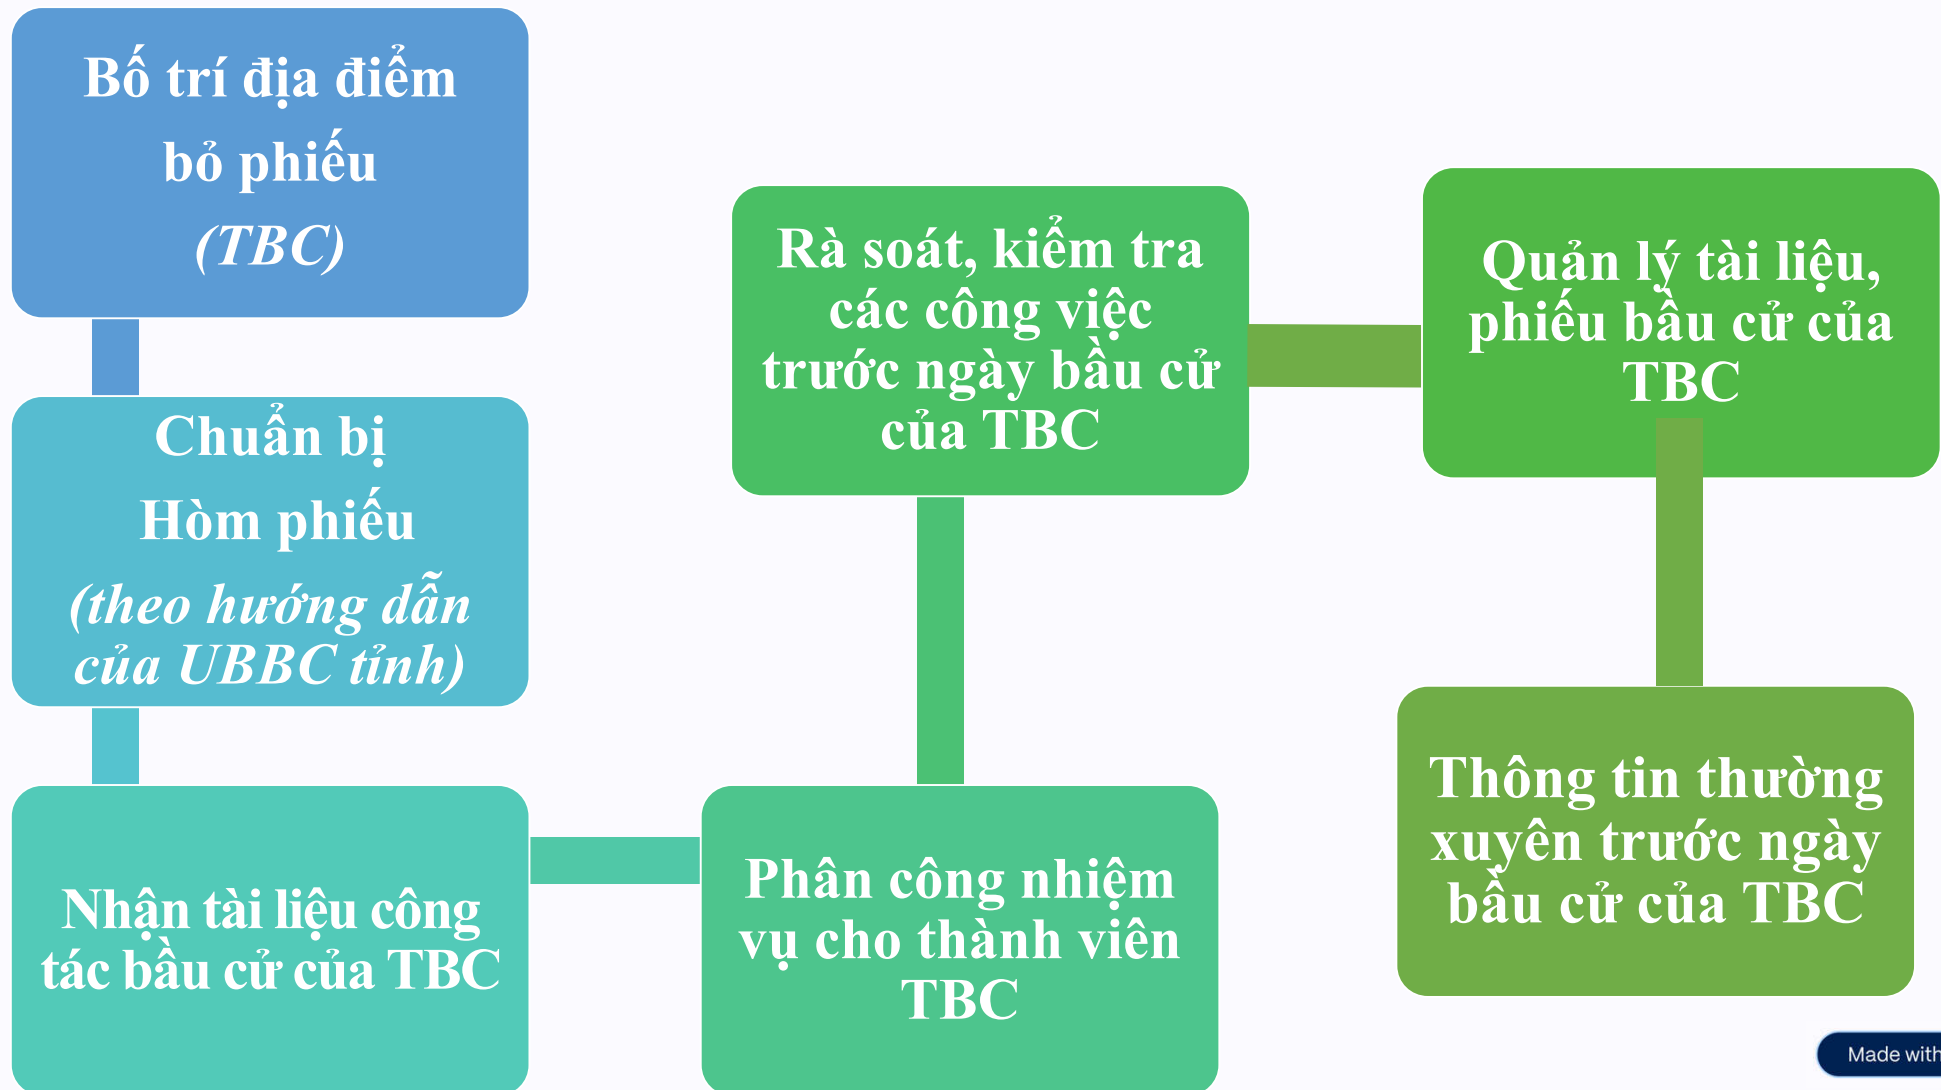 Bố trí địa điểm
bỏ phiếu
(TBC)
Chuẩn bị
Hòm phiếu
(theo hướng dẫn
của UBBC tỉnh)
Nhận tài liệu công
tác bầu cử của TBC
Phân công nhiệm
vụ cho thành viên
TBC
Rà soát, kiểm tra
các công việc
trước ngày bầu cử
của TBC
Quản lý tài liệu,
phiếu bầu cử của
TBC
Thông tin thường
xuyên trước ngày
bầu cử của TBC
Made with